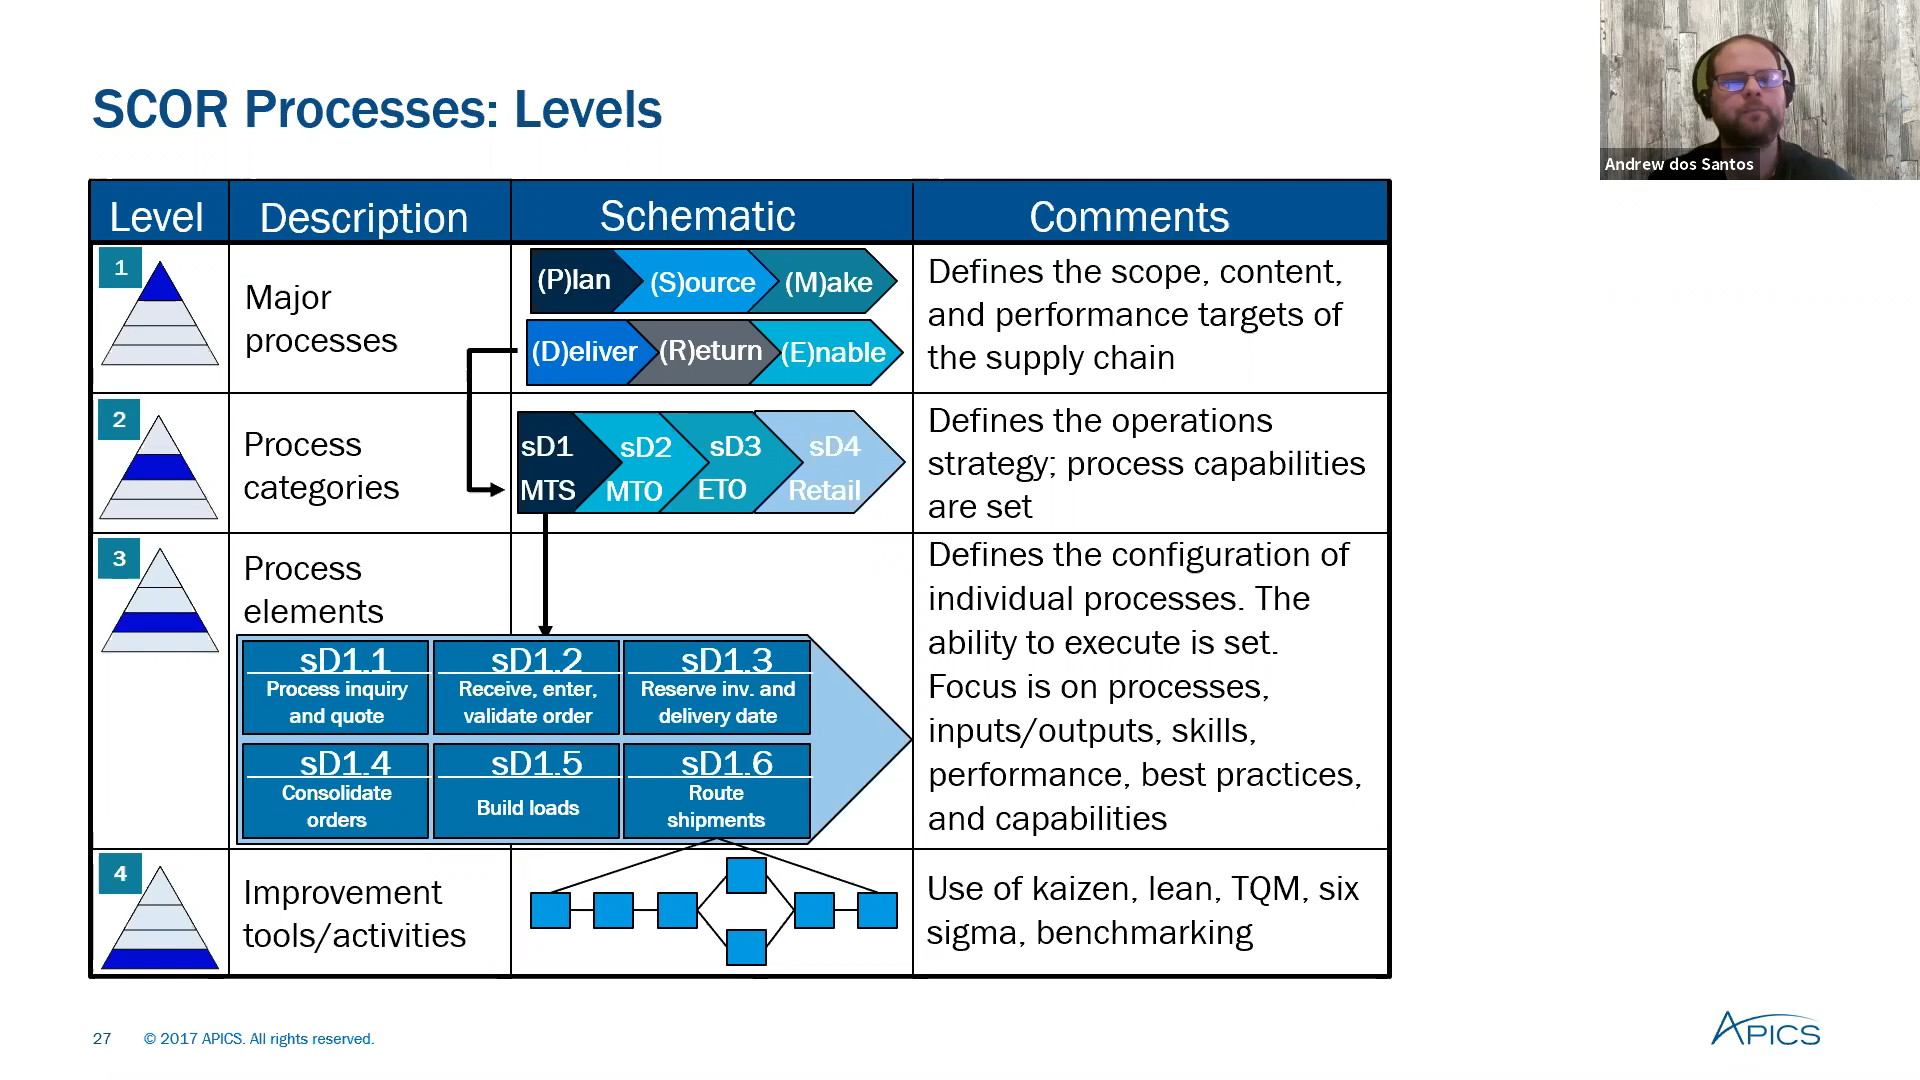 SCOR Processes: Levels
Andrew dos Santos
Level
Description
Schematic
Comments
1
Major
processes
(P)lan
(S)ource
(M)ake
(D)eliver
(R)eturn
(E)nable
Defines the scope, content,
and performance targets of
the supply chain
2
Process
categories
sD1
MTS
sD2
MTO
sD3
ETO
sD4
Retail
Defines the operations
strategy; process capabilities
are set
3
Process
elements
sD1.1
Process inquiry
and quote
sD1.2
Receive, enter,
validate order
sD1.3
Reserve inv. and
delivery date
sD1.4
Consolidate
orders
sD1.5
Build loads
sD1.6
Route
shipments
Defines the configuration of
individual processes. The
ability to execute is set.
Focus is on processes,
inputs/outputs, skills,
performance, best practices,
and capabilities
4
Improvement
tools/activities
Use of kaizen, lean, TQM, six
sigma, benchmarking
27
© 2017 APICS. All rights reserved.
APICS